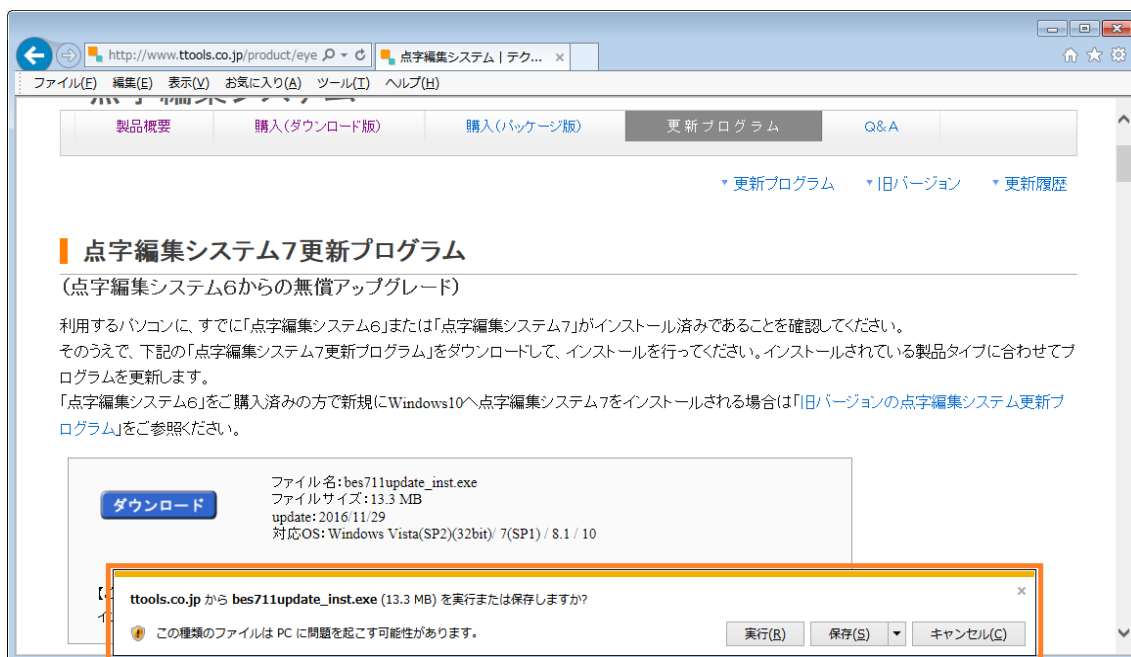 http://www.ttools.co.jp/product/eye
点字編集システム | テク...
ファイル(F) 編集(E) 表示(V) お気に入り(A) ツール(T) ヘルプ(H)
点字編集システム
製品概要 購入(ダウンロード版) 購入(パッケージ版) 更新プログラム Q&A
更新プログラム 旧バージョン 更新履歴
点字編集システム7更新プログラム
(点字編集システム6からの無償アップグレード)
利用するパソコンに、すでに「点字編集システム6」または「点字編集システム7」がインストール済みであることを確認してください。
そのうえで、下記の「点字編集システム7更新プログラム」をダウンロードして、インストールを行ってください。インストールされている製品タイプに合わせてプ
ログラムを更新します。
「点字編集システム6」をご購入済みの方で新規にWindows10へ点字編集システム7をインストールされる場合は「旧バージョンの点字編集システム更新プ
ログラム」をご参照ください。
ダウンロード
ファイル名:bes711update_inst.exe
ファイルサイズ:13.3 MB
update:2016/11/29
対応OS:Windows Vista(SP2)(32bit)/ 7(SP1) / 8.1 / 10
ttools.co.jp から bes711update_inst.exe (13.3 MB) を実行または保存しますか?
この種類のファイルは PC に問題を起こす可能性があります。
実行(R) 保存(S) キャンセル(C)